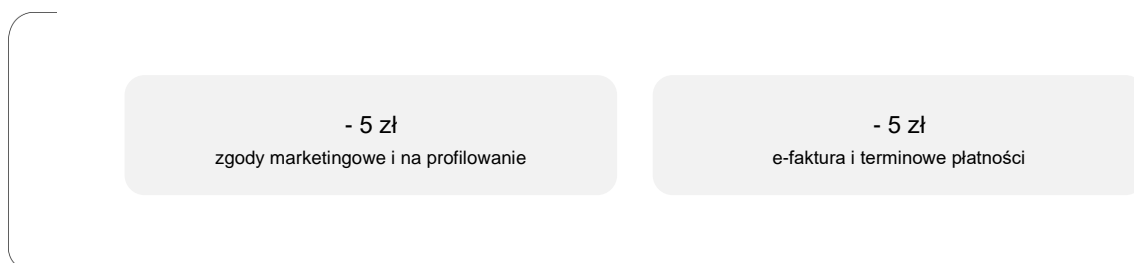 - 5 zł
zgody marketingowe i na profilowanie
- 5 zł
e-faktura i terminowe płatności